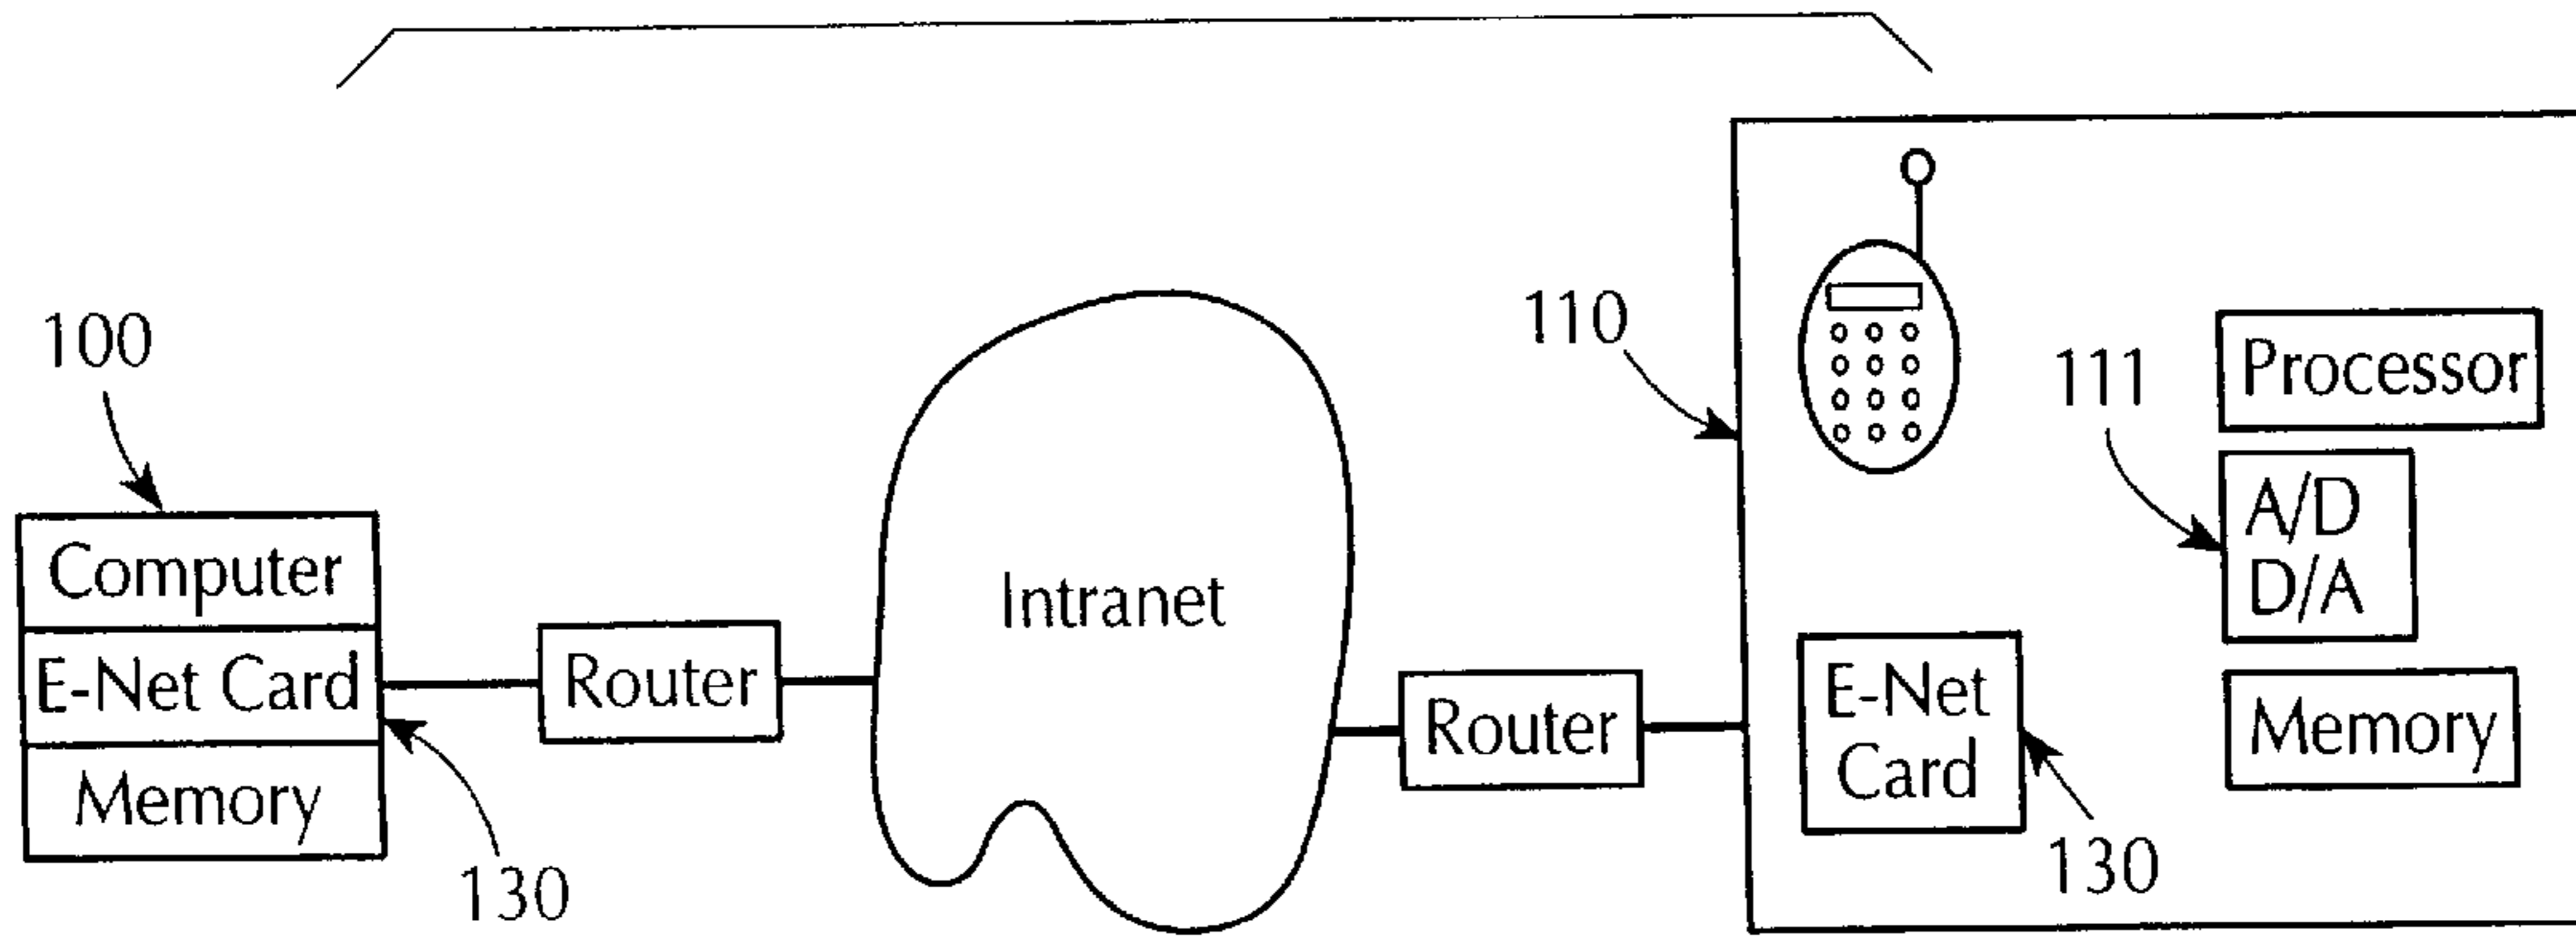 100
Computer
E-Net Card
Memory
130
Router
Intranet
Router
110
111
Processor
A/D
D/A
E-Net
Card
Memory
130